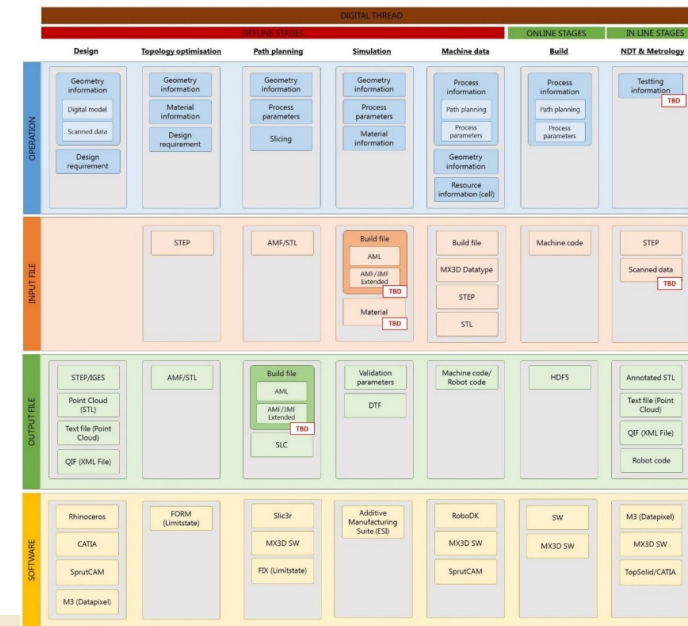 DIGITAL THREAD
OFFLINE STAGES
ONLINE STAGES
IN LINE STAGES
Design
Topology optimisation
Path planning
Simulation
Machine data
Build
NDT & Metrology
OPERATION
Geometry
information
Digital model
Scanned data
Design
requirement
Geometry
information
Material
information
Design
requirement
Geometry
information
Process
parameters
Slicing
Geometry
information
Process
parameters
Material
information
Process
information
Path planning
Process
parameters
Geometry
information
Resource
information (cell)
Process
information
Path planning
Process
parameters
Testting
information
TBD
INPUT FILE
STEP
AMF/STL
Build file
AML
AMF/3MF
Extended
TBD
Material
TBD
Build file
MX3D Datatype
STEP
STL
Machine code
STEP
Scanned data
TBD
OUTPUT FILE
STEP/IGES
Point Cloud
(STL)
Text file (Point
Cloud)
QIF (XML File)
AMF/STL
Build file
AML
AMF/3MF
Extended
TBD
SLC
Validation
parameters
DTF
Machine code/
Robot code
HDF5
Annotated STL
Text file (Point
Cloud)
QIF (XML File)
Robot code
SOFTWARE
Rhinoceros
CATIA
SprutCAM
M3 (Datapixel)
FORM
(Limitstate)
Slic3r
MX3D SW
FIX (Limitstate)
Additive
Manufacturing
Suite (ESI)
RoboDK
MX3D SW
SprutCAM
SW
MX3D SW
M3 (Datapixel)
MX3D SW
TopSolid/CATIA